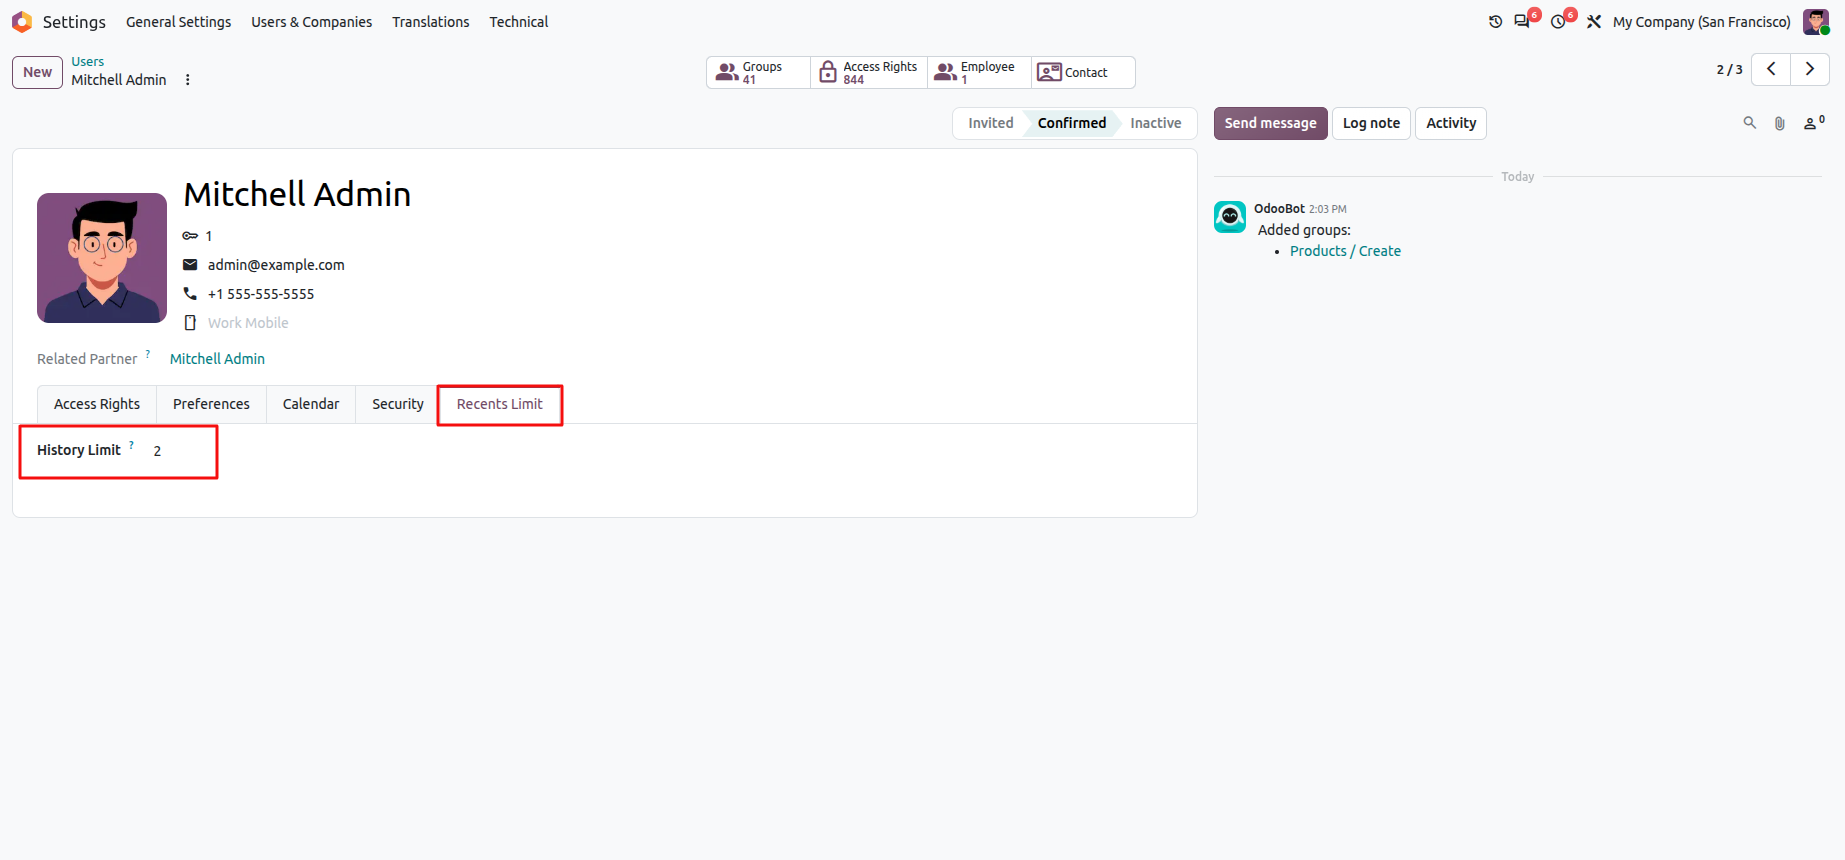 Settings General Settings Users & Companies Translations Technical 6 6 My Company (San Francisco)
New Users
Mitchell Admin
Groups 41 Access Rights 844 Employee 1 Contact
2 / 3
Invited Confirmed Inactive
Send message Log note Activity 0
Mitchell Admin
1
admin@example.com
+1 555-555-5555
Work Mobile
Related Partner ? Mitchell Admin
Access Rights Preferences Calendar Security Recents Limit
History Limit ? 2
Today
OdooBot 2:03 PM
Added groups:
• Products / Create